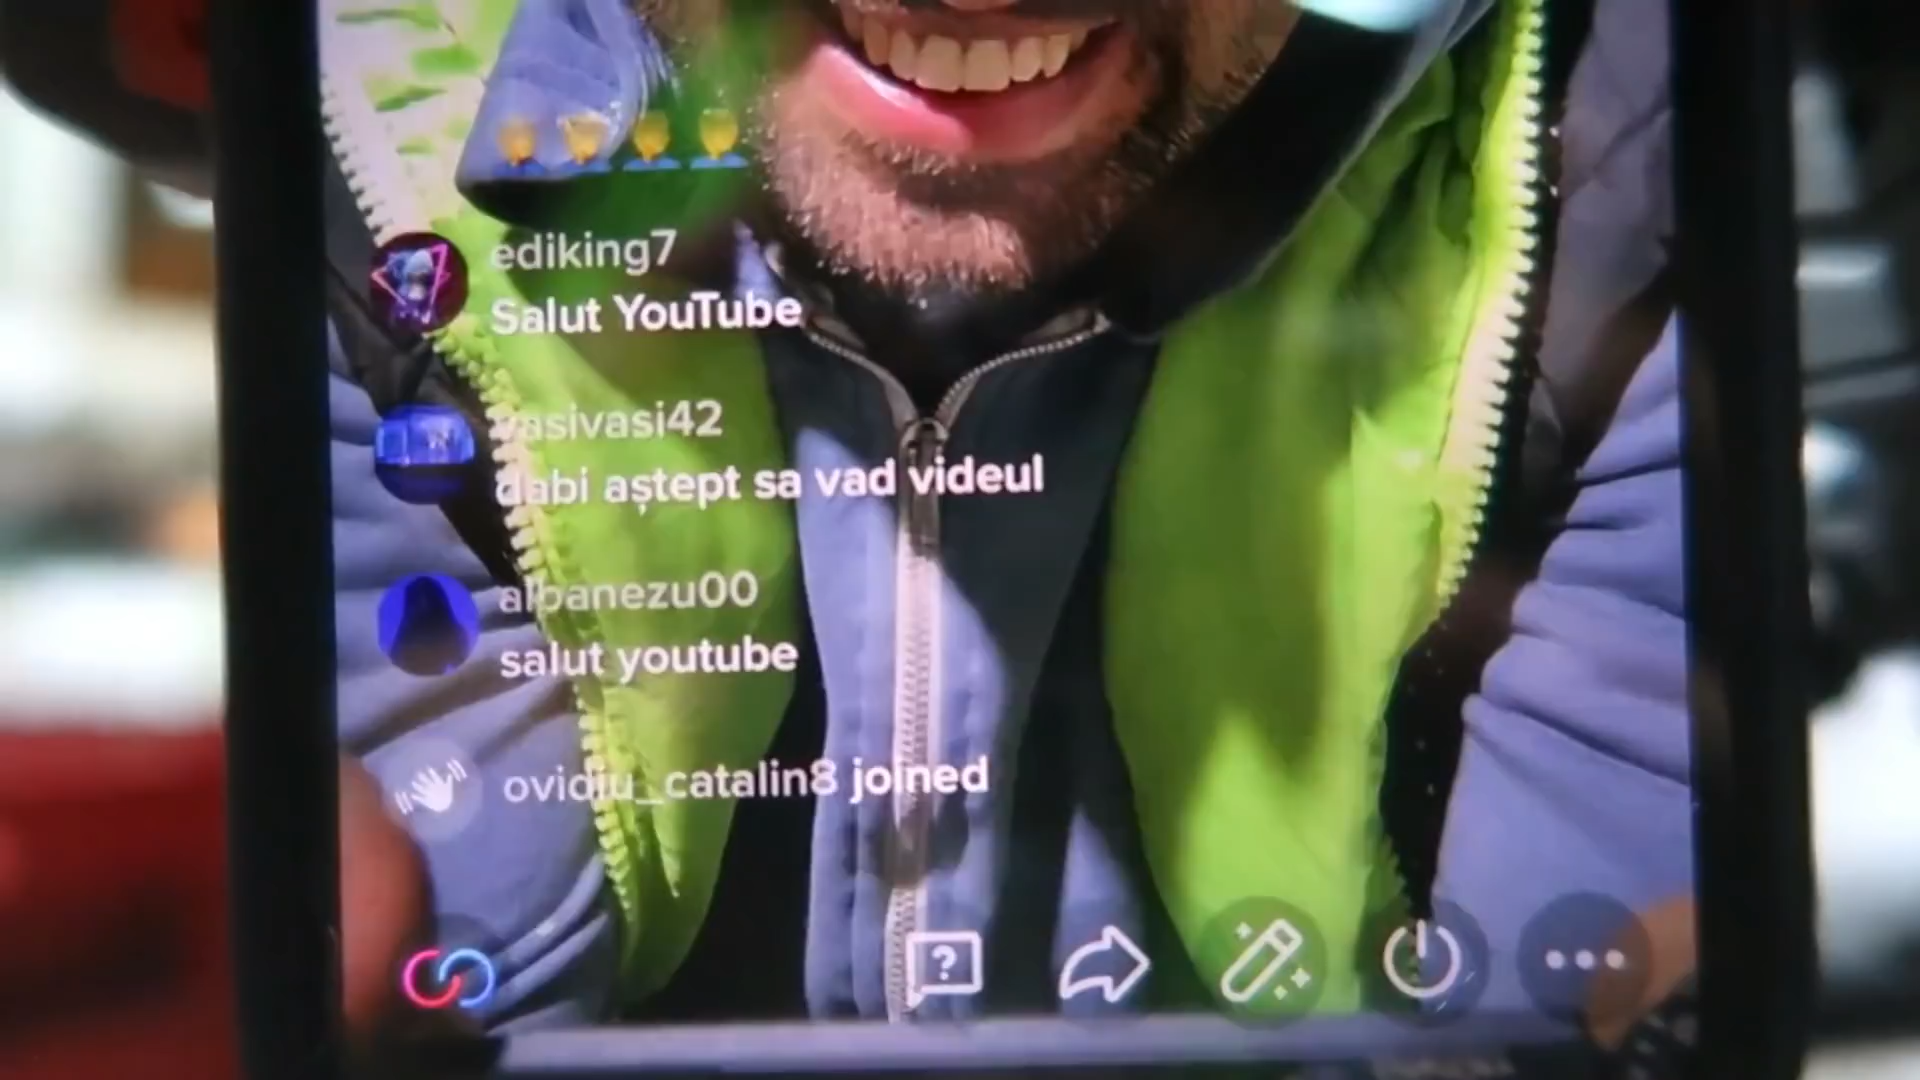 ediking7
Salut YouTube
vasivasi42
dabi aștept sa vad videul
albanezu00
salut youtube
ovidiu_catalin8 joined
?